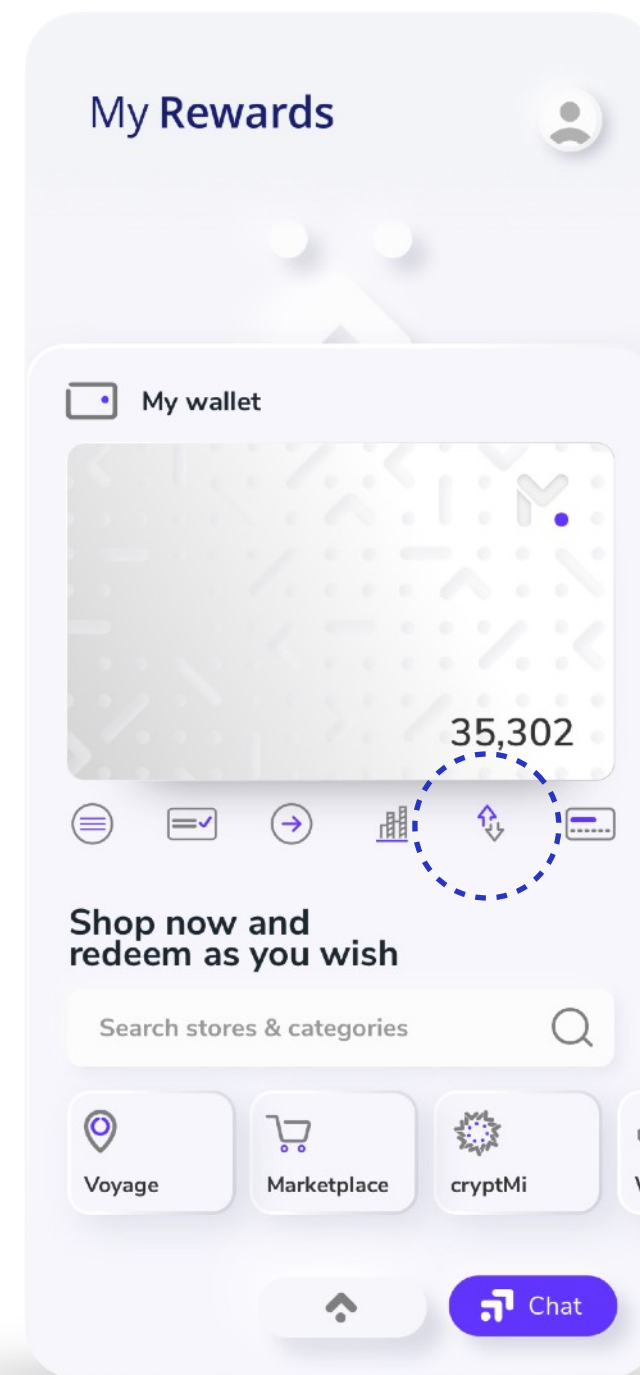 My Rewards
My wallet
35,302
Shop now and
redeem as you wish
Search stores & categories
Voyage
Marketplace
cryptMi
Chat